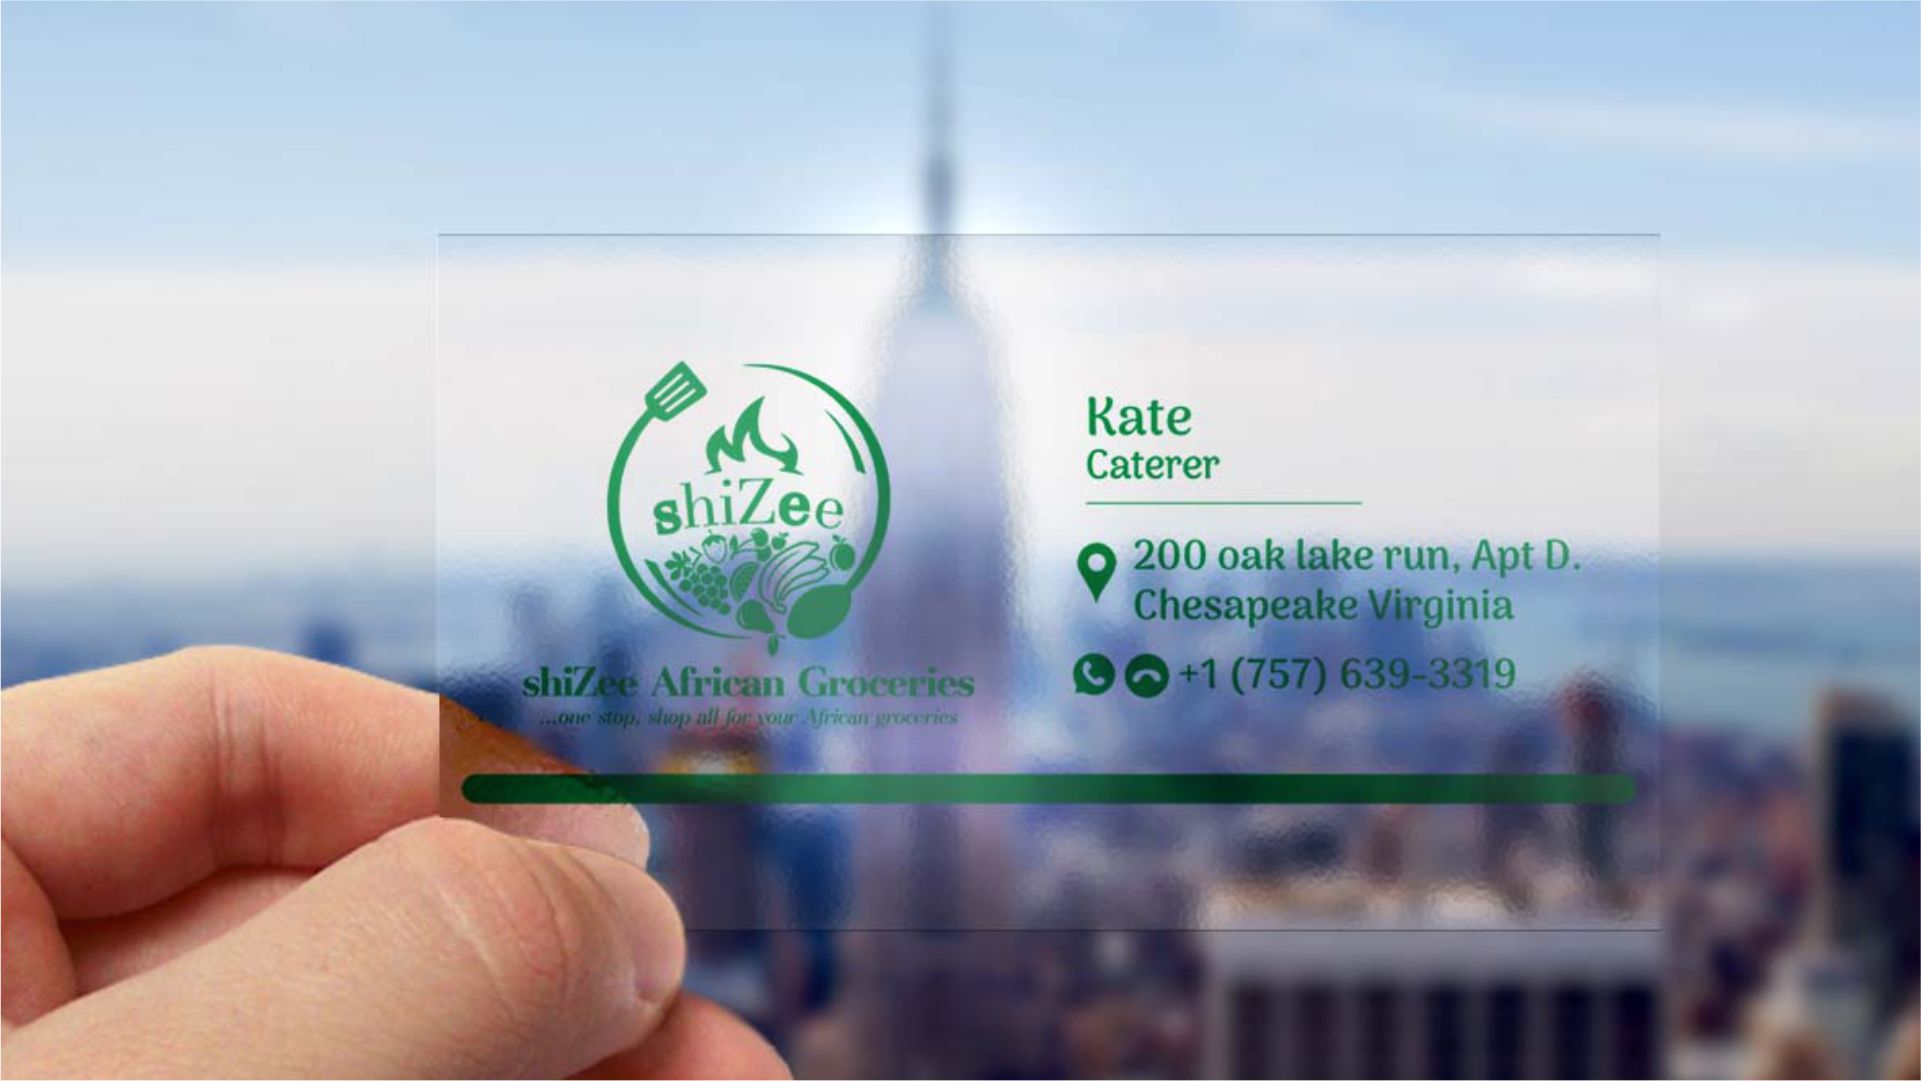 shiZee
shiZee African Groceries
...one stop, shop all for your African groceries
Kate
Caterer
200 oak lake run, Apt D.
Chesapeake Virginia
+1 (757) 639-3319